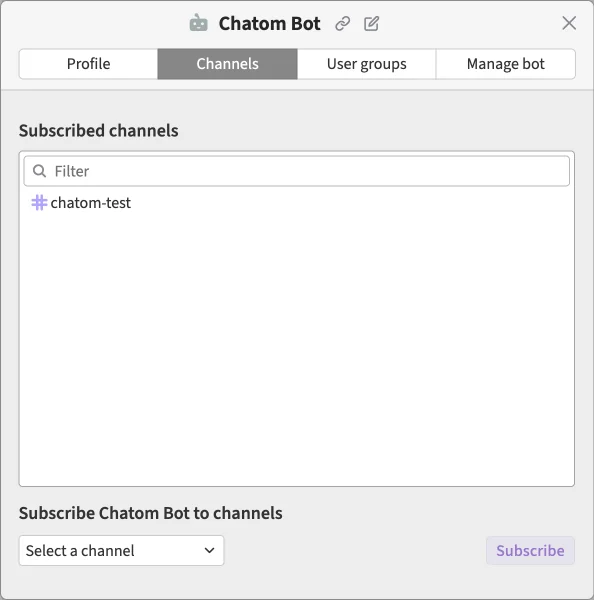 Chatom Bot
Profile Channels User groups Manage bot
Subscribed channels
Filter
chatom-test
Subscribe Chatom Bot to channels
Select a channel Subscribe